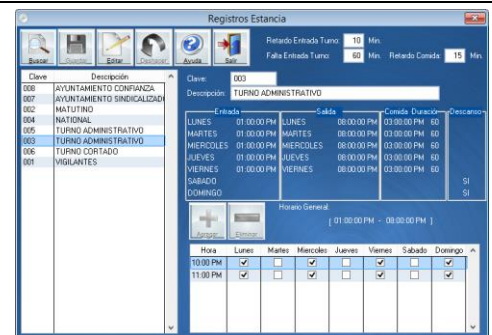 Registros Estancia
Buscar Guardar Editar Deshacer Ayuda Salir
Retardo Entrada Turno: 10 Min.
Falta Entrada Turno: 60 Min. Retardo Comida: 15 Min.
Clave Descripción
008 AYUNTAMIENTO CONFIANZA
007 AYUNTAMIENTO SINDICALIZAD
002 MATUTINO
004 NATIONAL
005 TURNO ADMINISTRATIVO
003 TURNO ADMINISTRATIVO
006 TURNO CORTADO
001 VIGILANTES
Clave: 003
Descripción: TURNO ADMINISTRATIVO
Entrada Salida Comida Duración Descanso
LUNES 01:00:00 PM LUNES 08:00:00 PM 03:00:00 PM 60
MARTES 01:00:00 PM MARTES 08:00:00 PM 03:00:00 PM 60
MIERCOLES 01:00:00 PM MIERCOLES 08:00:00 PM 03:00:00 PM 60
JUEVES 01:00:00 PM JUEVES 08:00:00 PM 03:00:00 PM 60
VIERNES 01:00:00 PM VIERNES 08:00:00 PM 03:00:00 PM 60
SABADO SI
DOMINGO SI
Agregar Eliminar
Horario General:
[ 01:00:00 PM - 08:00:00 PM ]
Hora Lunes Martes Miercoles Jueves Viernes Sabado Domingo
10:00 PM
11:00 PM